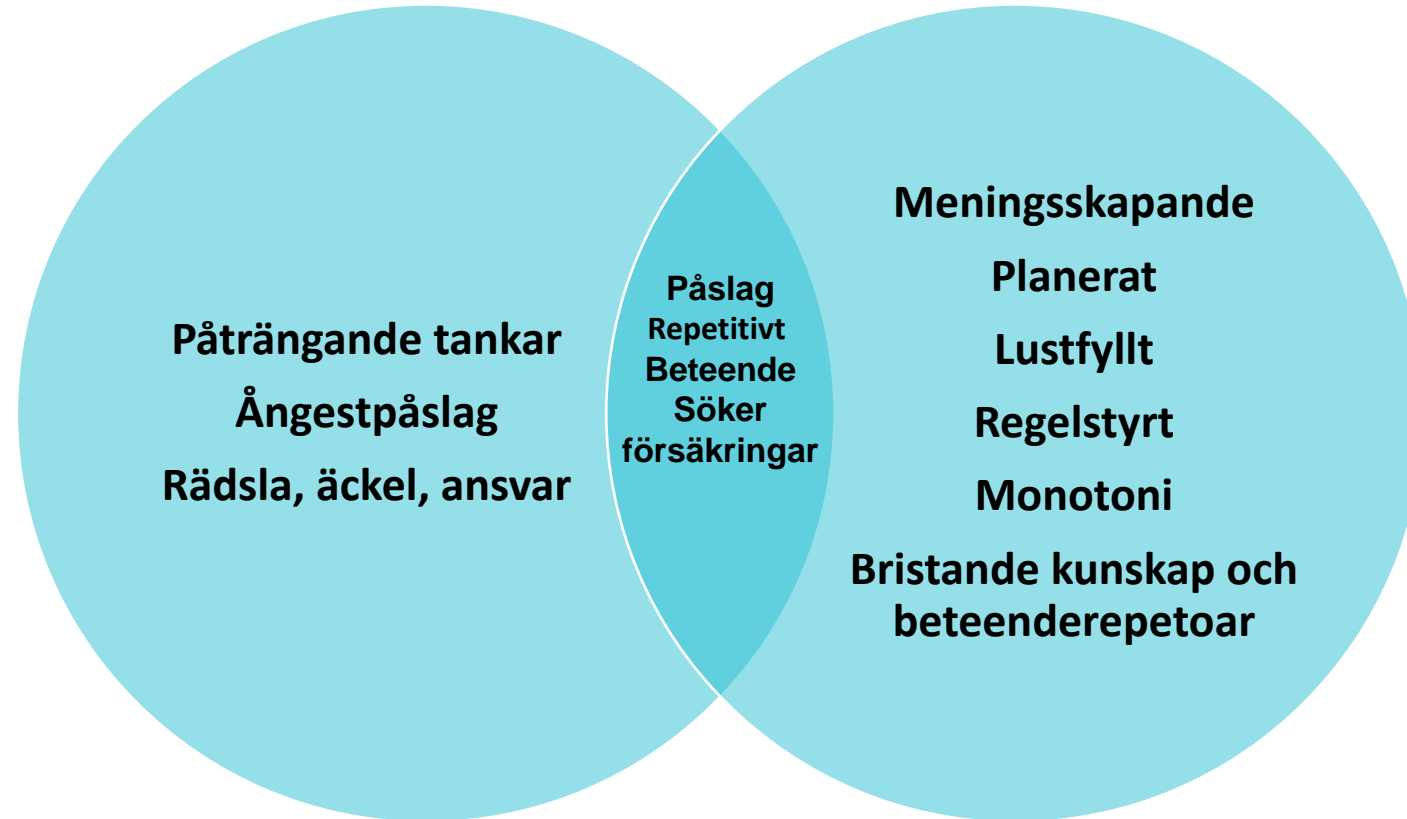 Påträngande tankar
Ångestpåslag
Rädsla, äckel, ansvar
Påslag
Repetitivt
Beteende
Söker
försäkringar
Meningsskapande
Planerat
Lustfyllt
Regelstyrt
Monotoni
Bristande kunskap och
beteenderepetoar